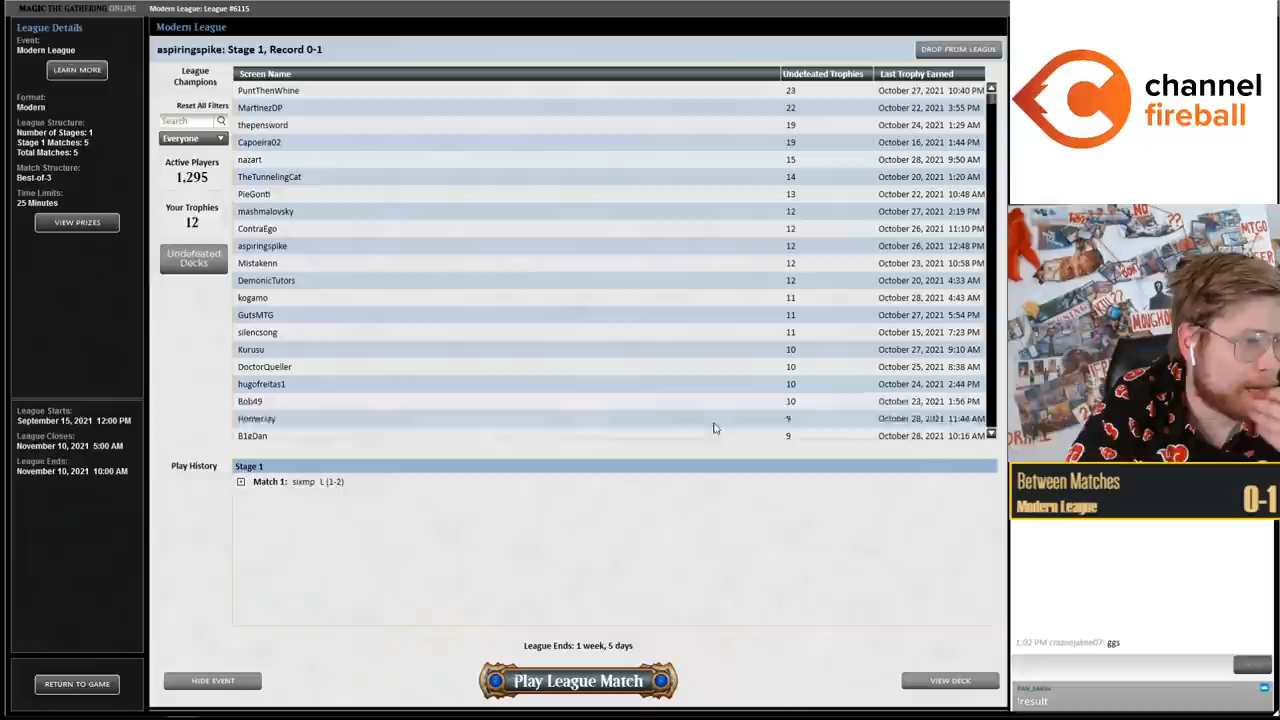 MAGIC THE GATHERING ONLINE
Modern League: League #6115
League Details
Event:
Modern League
LEARN MORE
Format:
Modern
League Structure:
Number of Stages: 1
Stage 1 Matches: 5
Total Matches: 5
Match Structure:
Best-of-3
Time Limits:
25 Minutes
VIEW PRIZES
League Starts:
September 15, 2021 12:00 PM
League Closes:
November 10, 2021 5:00 AM
League Ends:
November 10, 2021 10:00 AM
RETURN TO GAME
Modern League
aspiringspike: Stage 1, Record 0-1
DROP FROM LEAGUE
League Champions
Reset All Filters
Search
Everyone
Active Players
1,295
Your Trophies
12
Undefeated Decks
Screen Name Undefeated Trophies Last Trophy Earned
PuntThenWhine 23 October 27, 2021 10:40 PM
MartinezDP 22 October 22, 2021 3:55 PM
thepensword 19 October 24, 2021 1:29 AM
Capoeira02 19 October 16, 2021 1:44 PM
nazart 15 October 28, 2021 9:50 AM
TheTunnelingCat 14 October 20, 2021 1:20 AM
PieGonti 13 October 22, 2021 10:48 AM
mashmalovsky 12 October 27, 2021 2:19 PM
ContraEgo 12 October 26, 2021 11:10 PM
aspiringspike 12 October 26, 2021 12:48 PM
Mistakenn 12 October 23, 2021 10:58 PM
DemonicTutors 12 October 20, 2021 4:33 AM
kogamo 11 October 28, 2021 4:43 AM
GutsMTG 11 October 27, 2021 5:54 PM
silencsong 11 October 15, 2021 7:23 PM
Kurusu 10 October 27, 2021 9:10 AM
DoctorQueller 10 October 25, 2021 8:38 AM
hugofreitas1 10 October 24, 2021 2:44 PM
Bob49 10 October 23, 2021 1:56 PM
HomerJay 9 October 28, 2021 11:44 AM
B1gDan 9 October 28, 2021 10:16 AM
Play History
Stage 1
Match 1: sixmp L (1-2)
League Ends: 1 week, 5 days
HIDE EVENT
Play League Match
VIEW DECK
channel
fireball
NO
??
MTGO
Between Matches
Modern League
0-1
ggs
!result